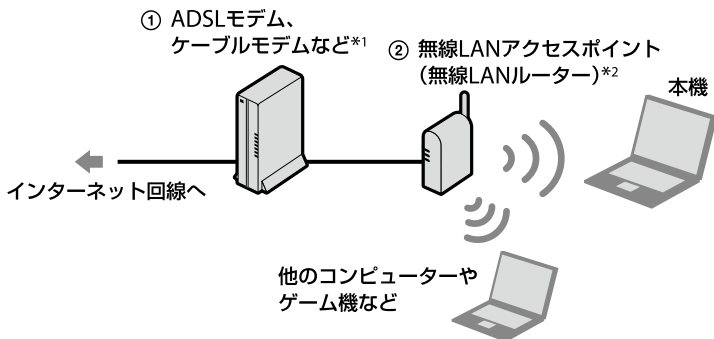 ① ADSLモデム、
ケーブルモデムなど*1
② 無線LANアクセスポイント
（無線LANルーター）*2
本機
インターネット回線へ
他のコンピューターや
ゲーム機など